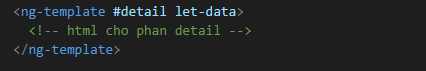 <ng-template #detail let-data>
<!-- html cho phan detail -->
</ng-template>